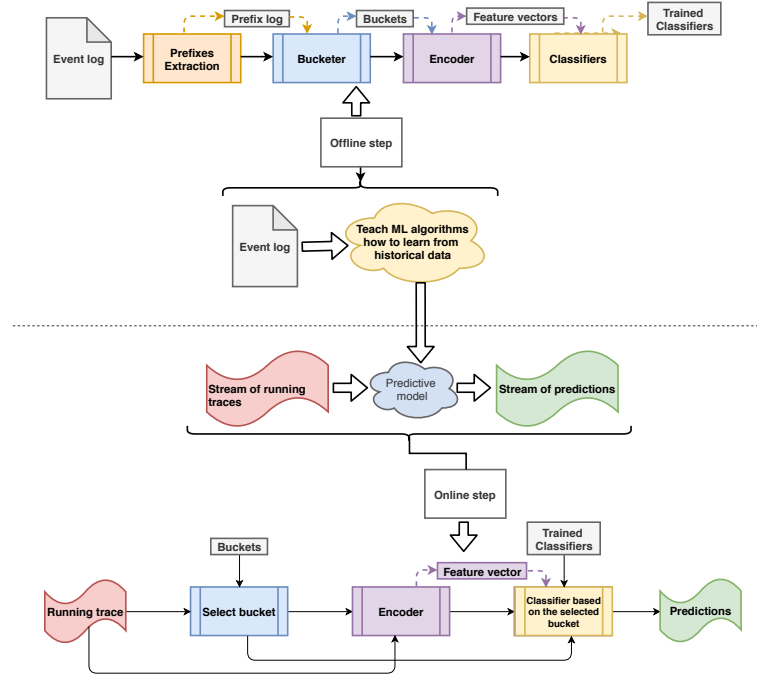 Prefix log
Buckets
Feature vectors
Trained
Classifiers
Event log
Prefixes
Extraction
Bucketer
Encoder
Classifiers
Offline step
Event log
Teach ML algorithms
how to learn from
historical data
Stream of running
traces
Predictive
model
Stream of predictions
Online step
Buckets
Trained
Classifiers
Feature vector
Running trace
Select bucket
Encoder
Classifier based
on the selected
bucket
Predictions